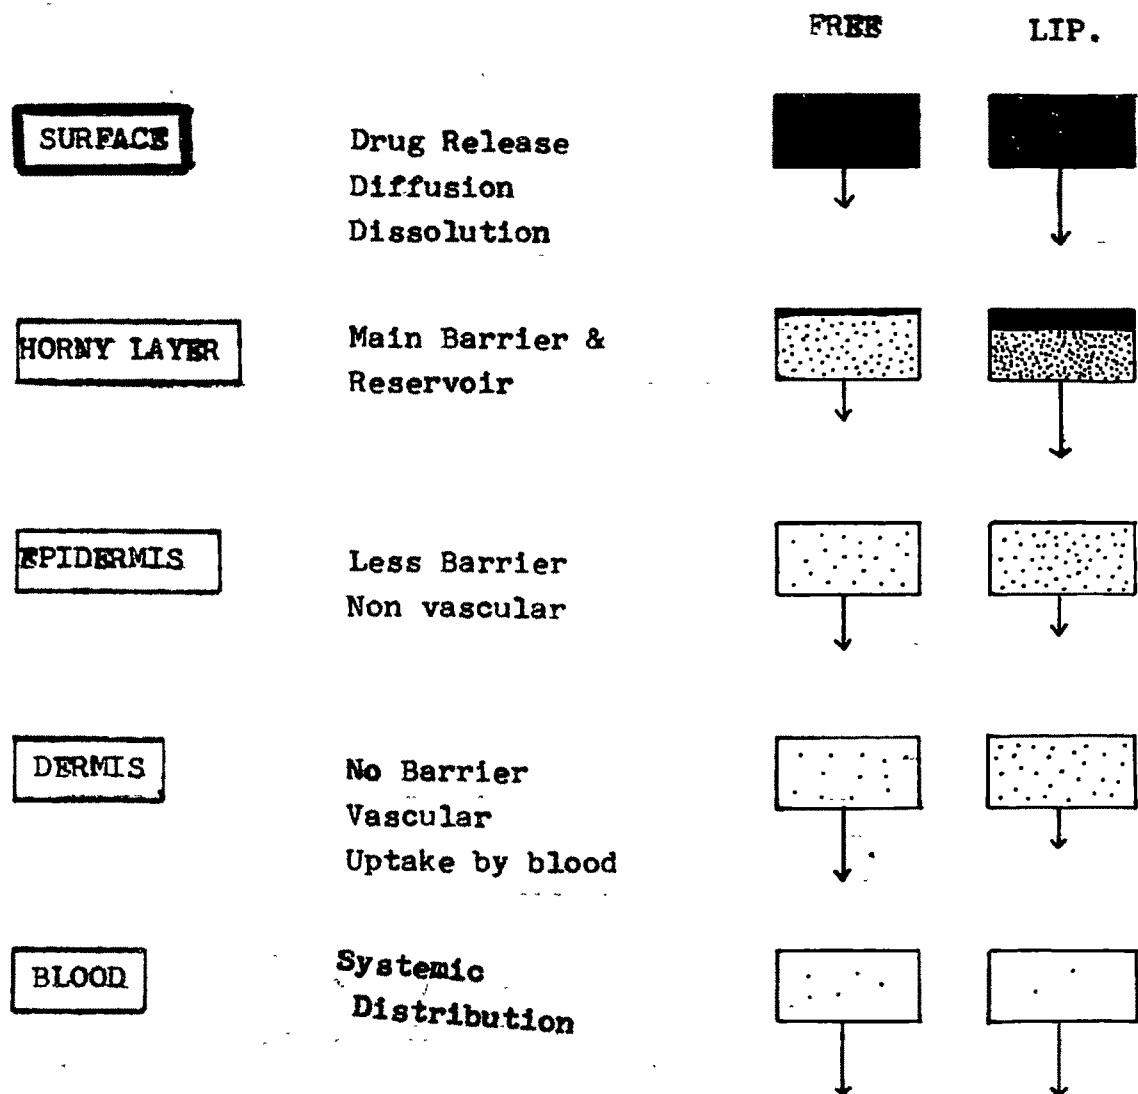 FREE LIP.
SURFACE
Drug Release
Diffusion
Dissolution
HORNY LAYER
Main Barrier &
Reservoir
EPIDERMIS
Less Barrier
Non vascular
DERMIS
No Barrier
Vascular
Uptake by blood
BLOOD
Systemic
Distribution